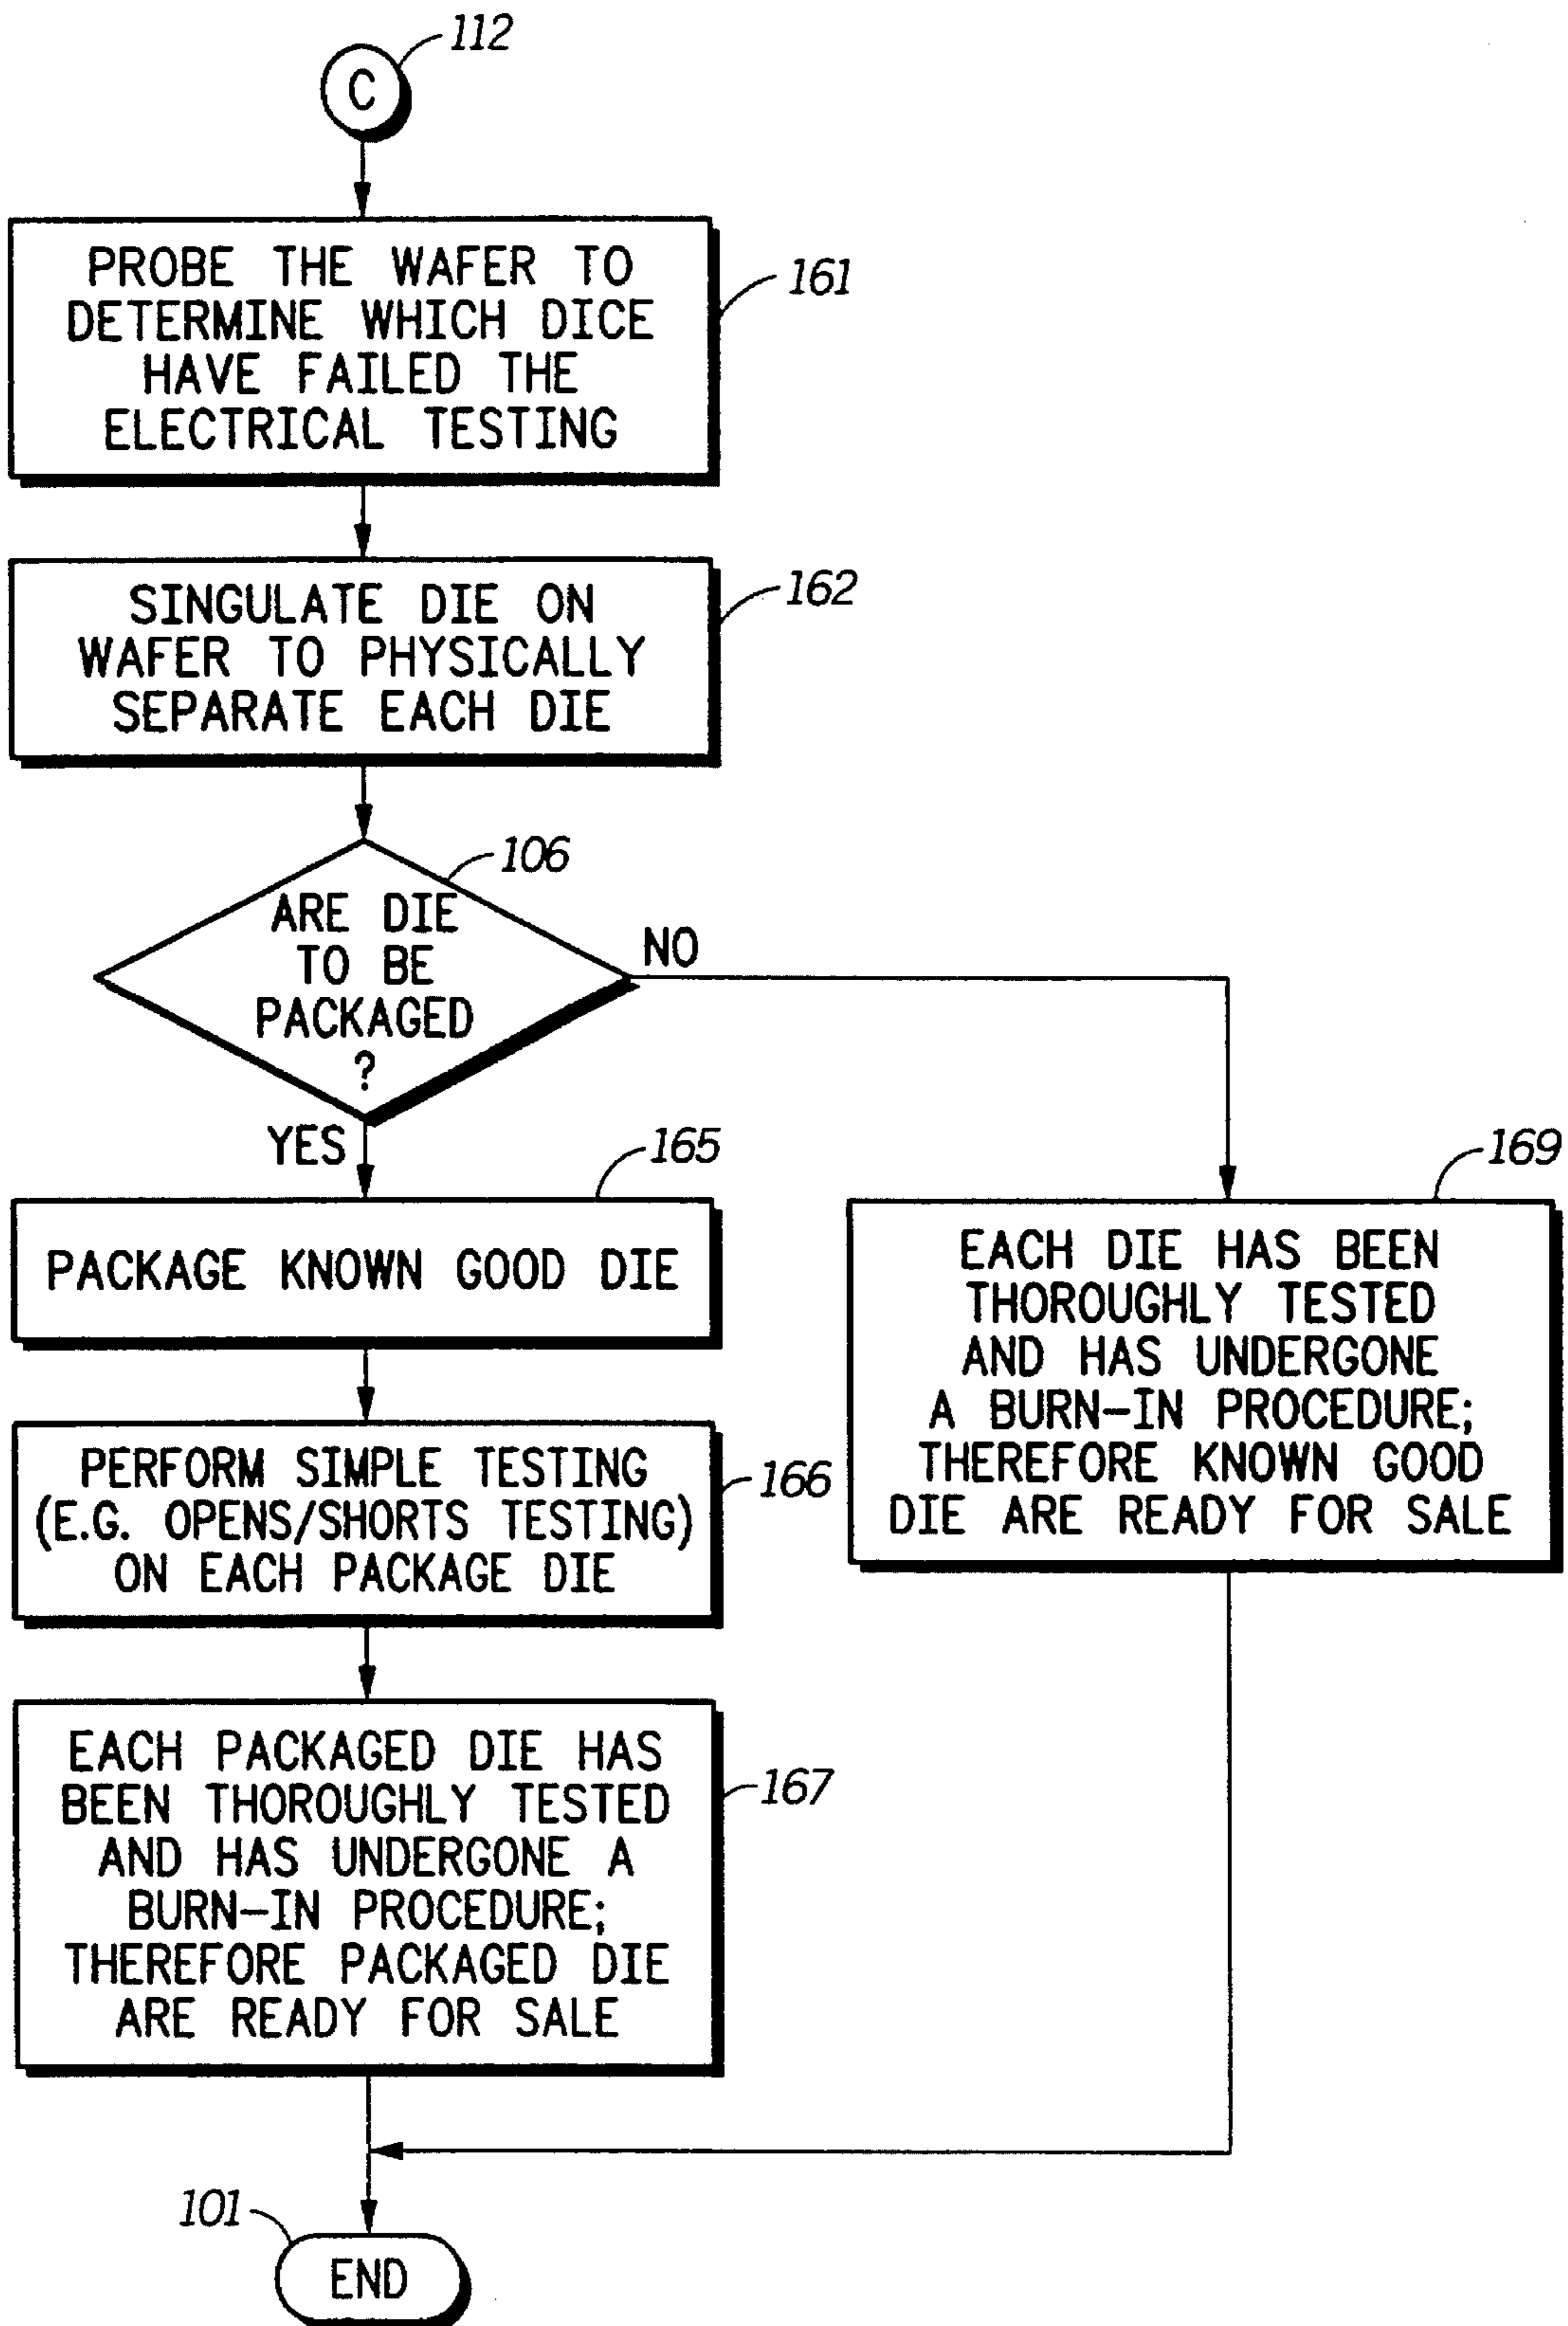 112
C
PROBE THE WAFER TO
DETERMINE WHICH DICE
HAVE FAILED THE
ELECTRICAL TESTING
161
SINGULATE DIE ON
WAFER TO PHYSICALLY
SEPARATE EACH DIE
162
106
ARE DIE
TO BE
PACKAGED
?
NO
YES
165
PACKAGE KNOWN GOOD DIE
PERFORM SIMPLE TESTING
(E.G. OPENS/SHORTS TESTING)
ON EACH PACKAGE DIE
166
EACH PACKAGED DIE HAS
BEEN THOROUGHLY TESTED
AND HAS UNDERGONE A
BURN-IN PROCEDURE;
THEREFORE PACKAGED DIE
ARE READY FOR SALE
167
169
EACH DIE HAS BEEN
THOROUGHLY TESTED
AND HAS UNDERGONE
A BURN-IN PROCEDURE;
THEREFORE KNOWN GOOD
DIE ARE READY FOR SALE
101
END